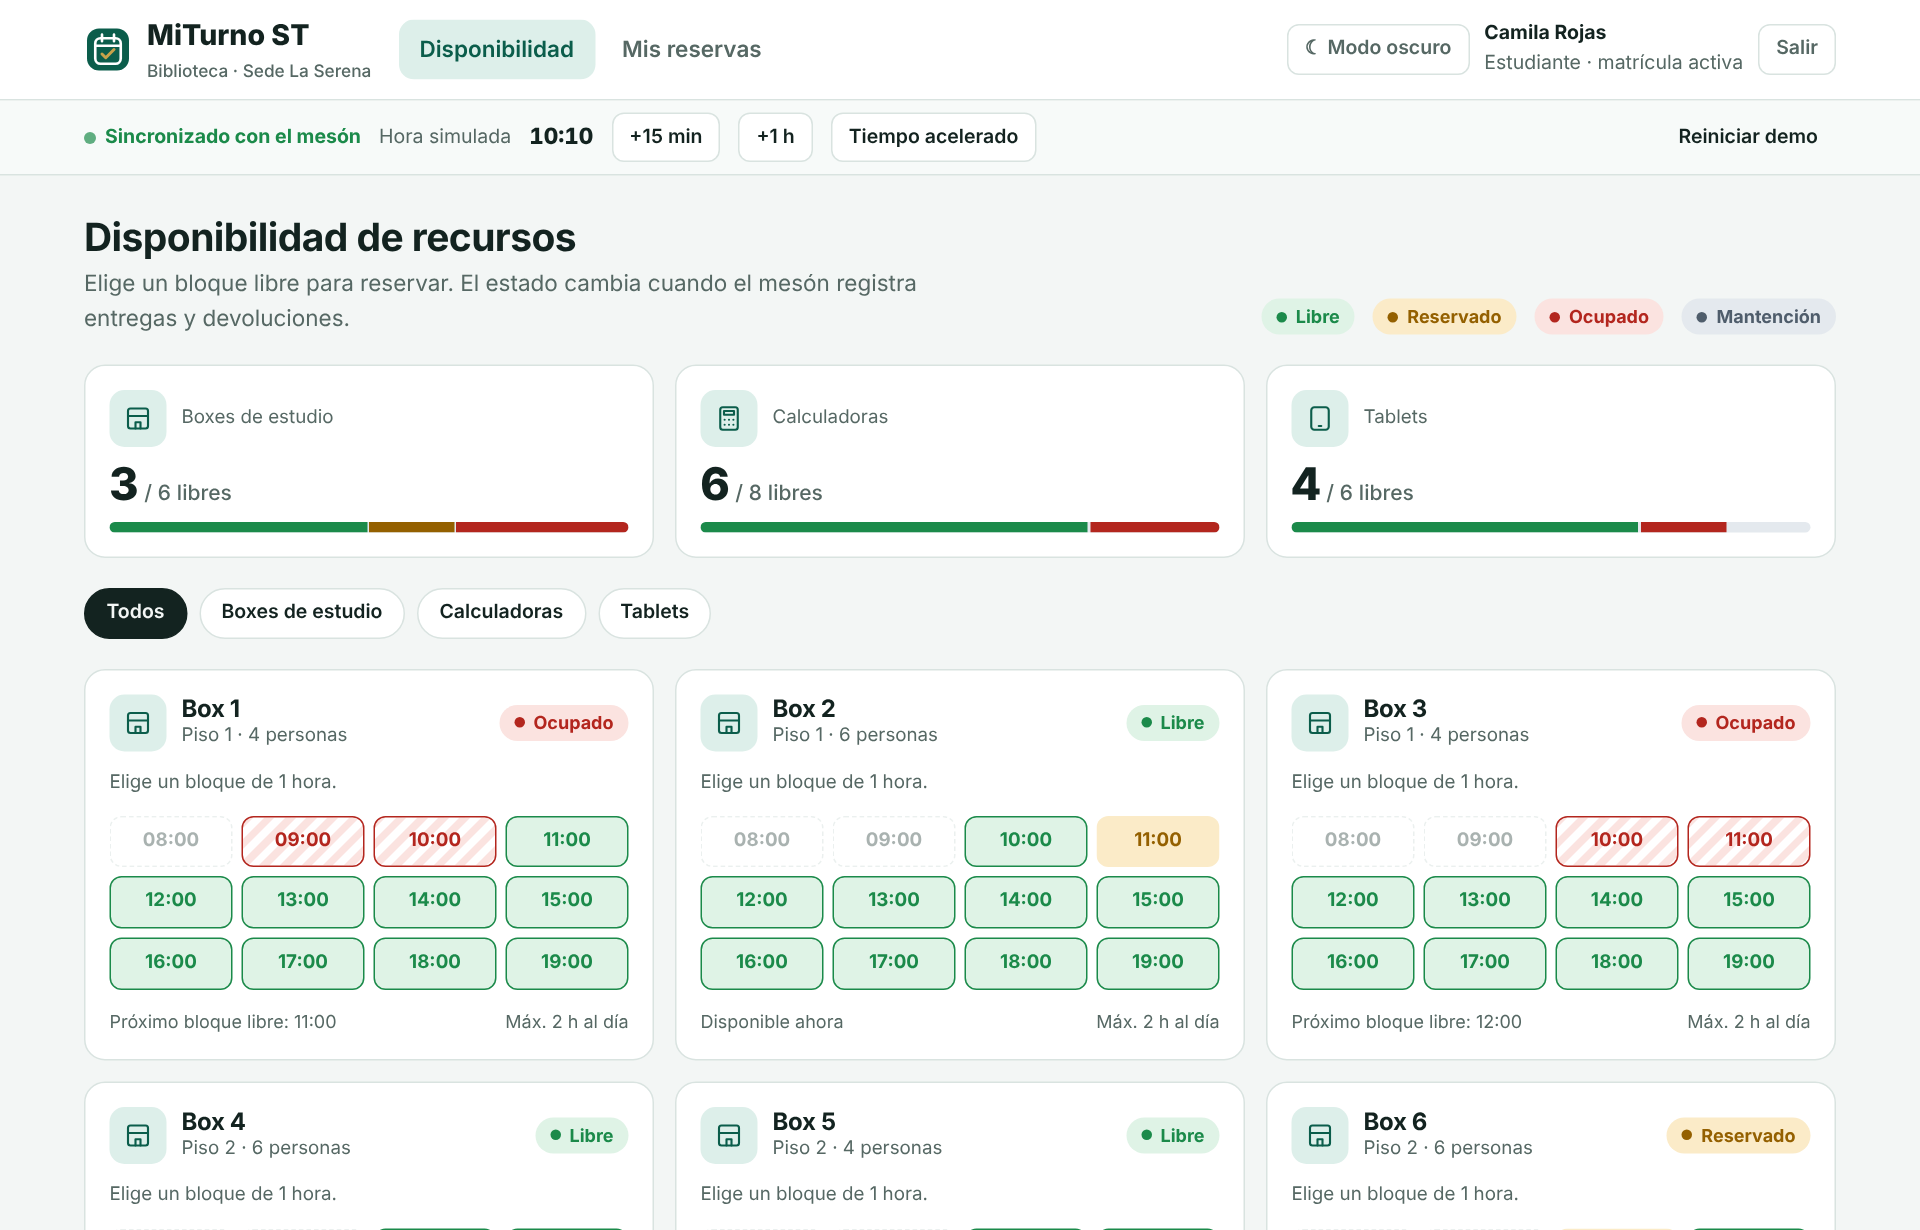 MiTurno ST
Biblioteca · Sede La Serena
Disponibilidad
Mis reservas
Modo oscuro
Camila Rojas
Estudiante · matrícula activa
Salir
Sincronizado con el mesón
Hora simulada
10:10
+15 min
+1 h
Tiempo acelerado
Reiniciar demo
Disponibilidad de recursos
Elige un bloque libre para reservar. El estado cambia cuando el mesón registra
entregas y devoluciones.
Libre
Reservado
Ocupado
Mantención
Boxes de estudio
3 / 6 libres
Calculadoras
6 / 8 libres
Tablets
4 / 6 libres
Todos
Boxes de estudio
Calculadoras
Tablets
Box 1
Piso 1 · 4 personas
Ocupado
Elige un bloque de 1 hora.
08:00 09:00 10:00 11:00
12:00 13:00 14:00 15:00
16:00 17:00 18:00 19:00
Próximo bloque libre: 11:00
Máx. 2 h al día
Box 2
Piso 1 · 6 personas
Libre
Elige un bloque de 1 hora.
08:00 09:00 10:00 11:00
12:00 13:00 14:00 15:00
16:00 17:00 18:00 19:00
Disponible ahora
Máx. 2 h al día
Box 3
Piso 1 · 4 personas
Ocupado
Elige un bloque de 1 hora.
08:00 09:00 10:00 11:00
12:00 13:00 14:00 15:00
16:00 17:00 18:00 19:00
Próximo bloque libre: 12:00
Máx. 2 h al día
Box 4
Piso 2 · 6 personas
Libre
Elige un bloque de 1 hora.
Box 5
Piso 2 · 4 personas
Libre
Elige un bloque de 1 hora.
Box 6
Piso 2 · 6 personas
Reservado
Elige un bloque de 1 hora.